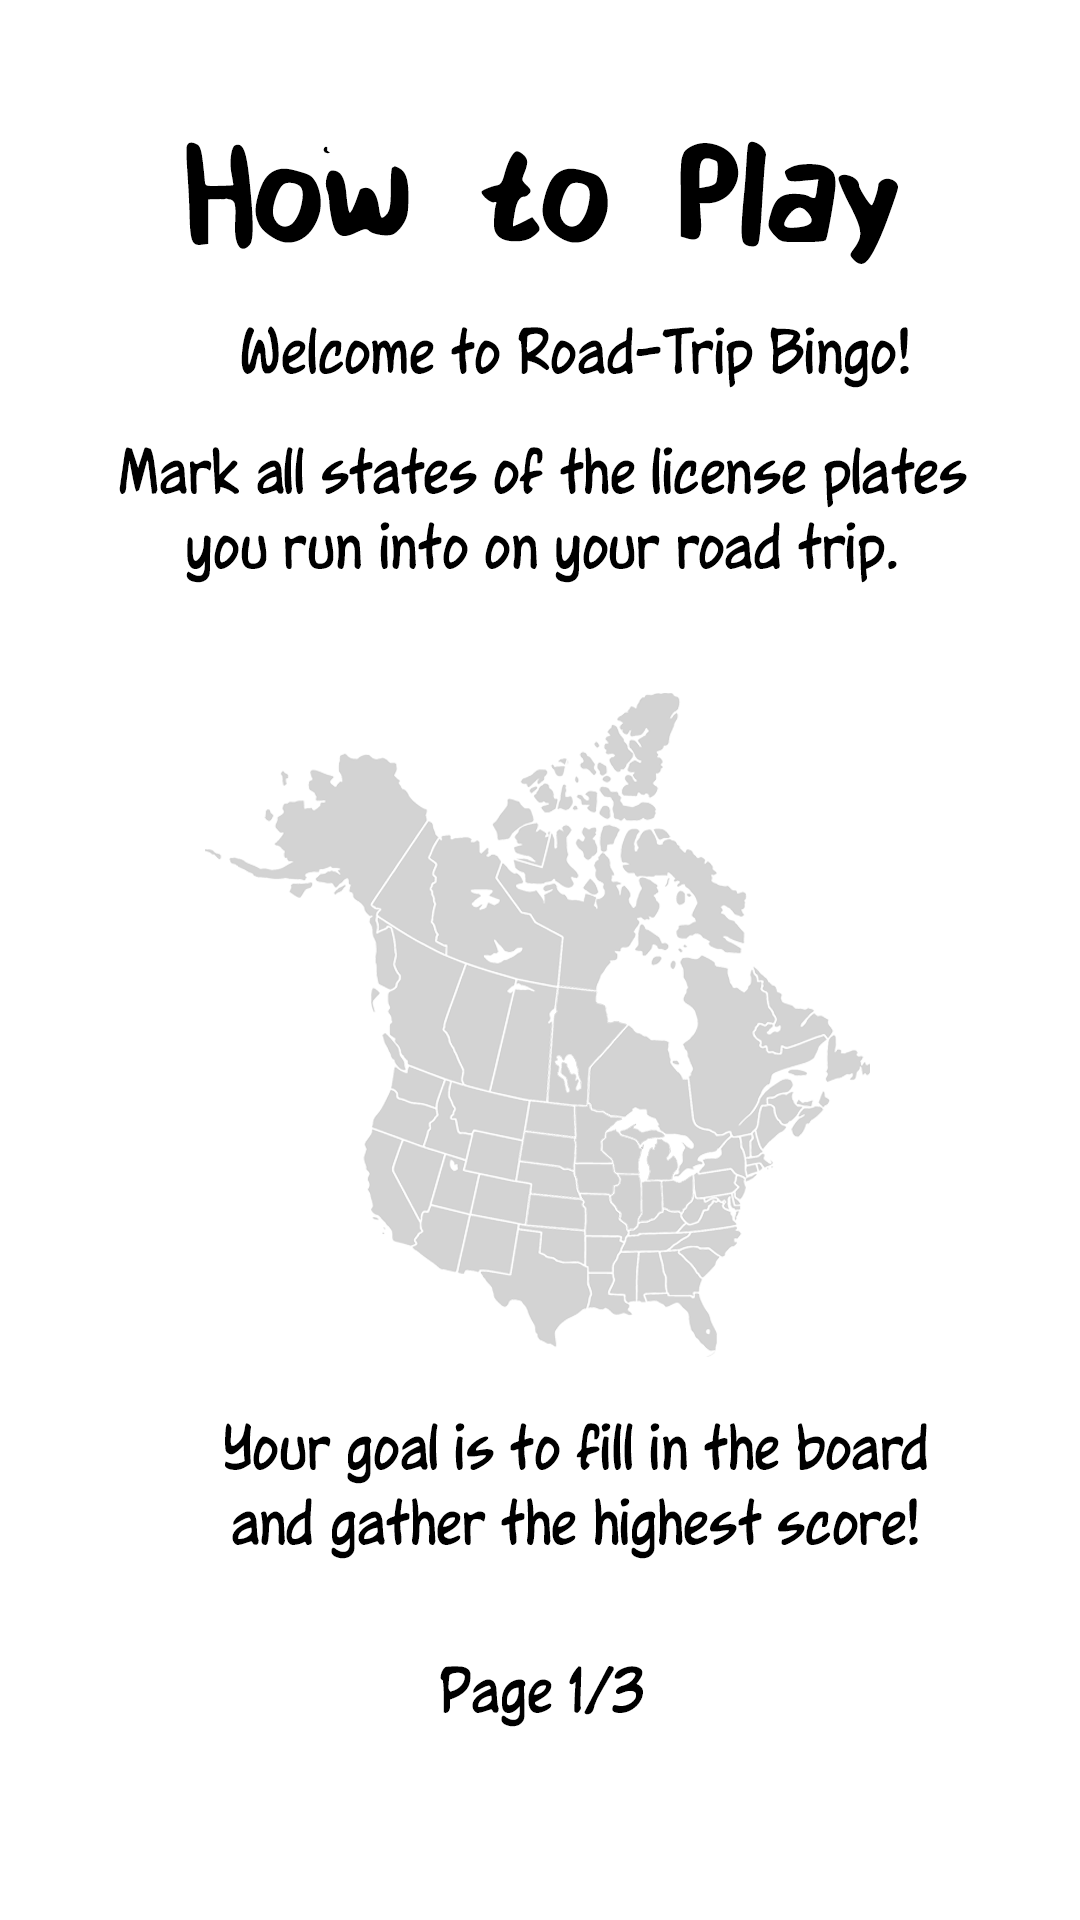 How to Play
Welcome to Road-Trip Bingo!
Mark all states of the license plates
you run into on your road trip.
Your goal is to fill in the board
and gather the highest score!
Page 1/3